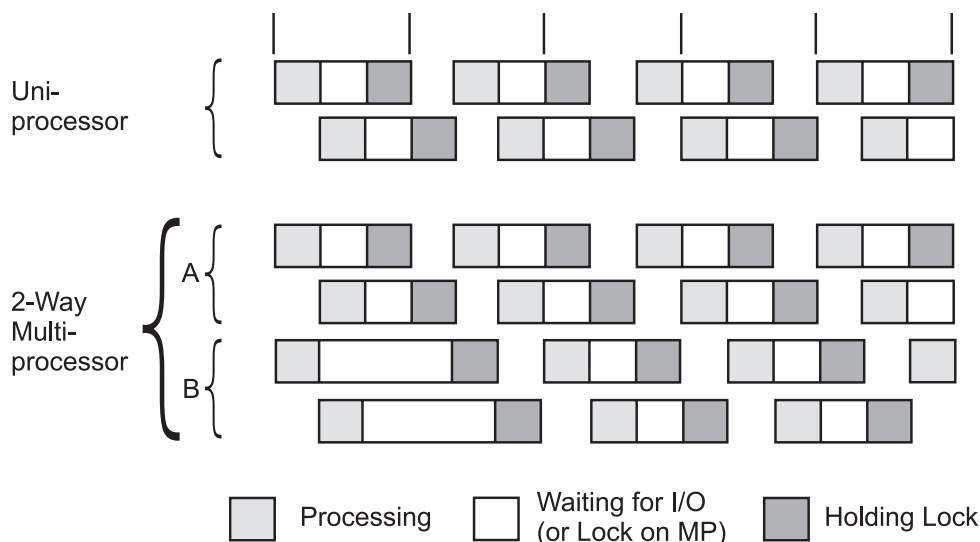 Uni-
processor
2-Way
Multi-
processor
A
B
Processing
Waiting for I/O
(or Lock on MP)
Holding Lock